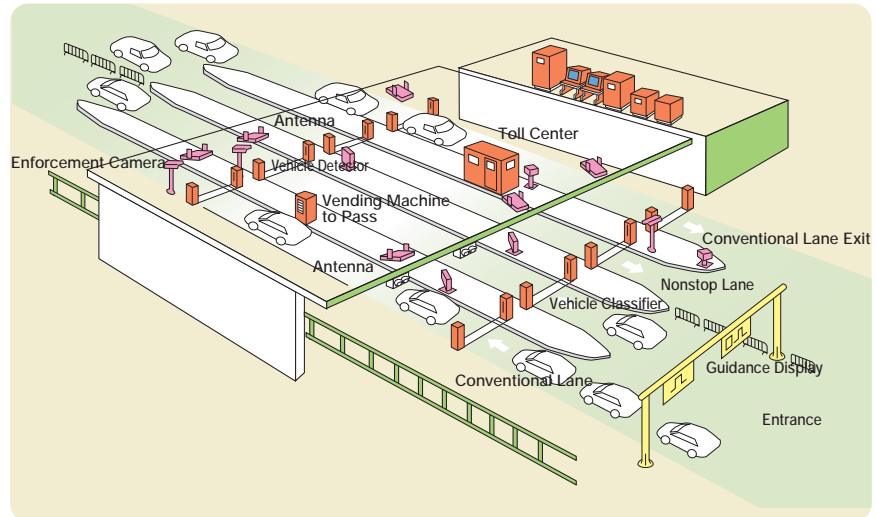 Antenna
Toll Center
Enforcement Camera
Vehicle Detector
Vending Machine
to Pass
Conventional Lane Exit
Antenna
Nonstop Lane
Vehicle Classifier
Guidance Display
Conventional Lane
Entrance